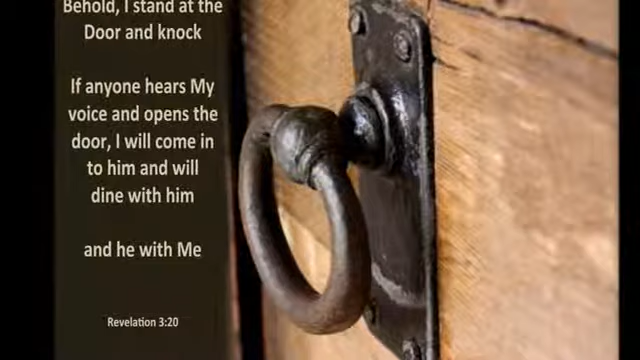 Behold, I stand at the
Door and knock
If anyone hears My
voice and opens the
door, I will come in
to him and will
dine with him
and he with Me
Revelation 3:20